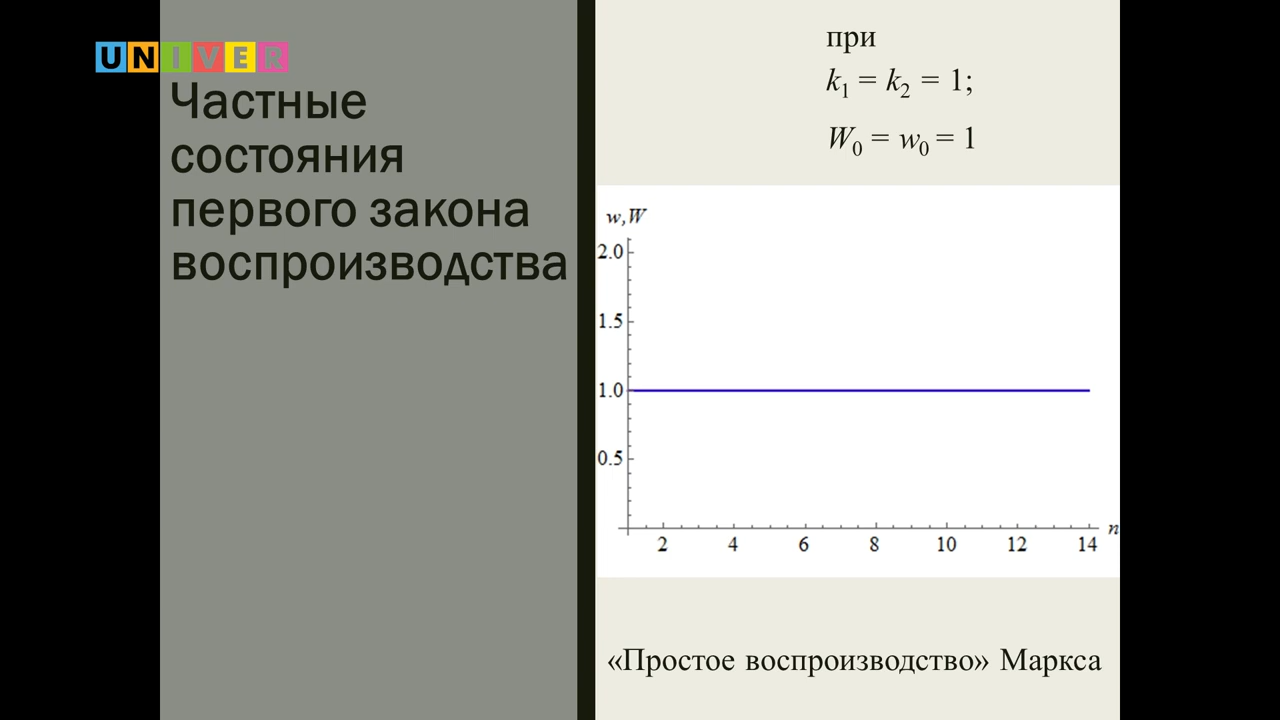 UNIVER
Частные
состояния
первого закона
воспроизводства
при
k₁ = k₂ = 1;
W₀ = w₀ = 1
w,W
2.0
1.5
1.0
0.5
2 4 6 8 10 12 14
n
«Простое воспроизводство» Маркса